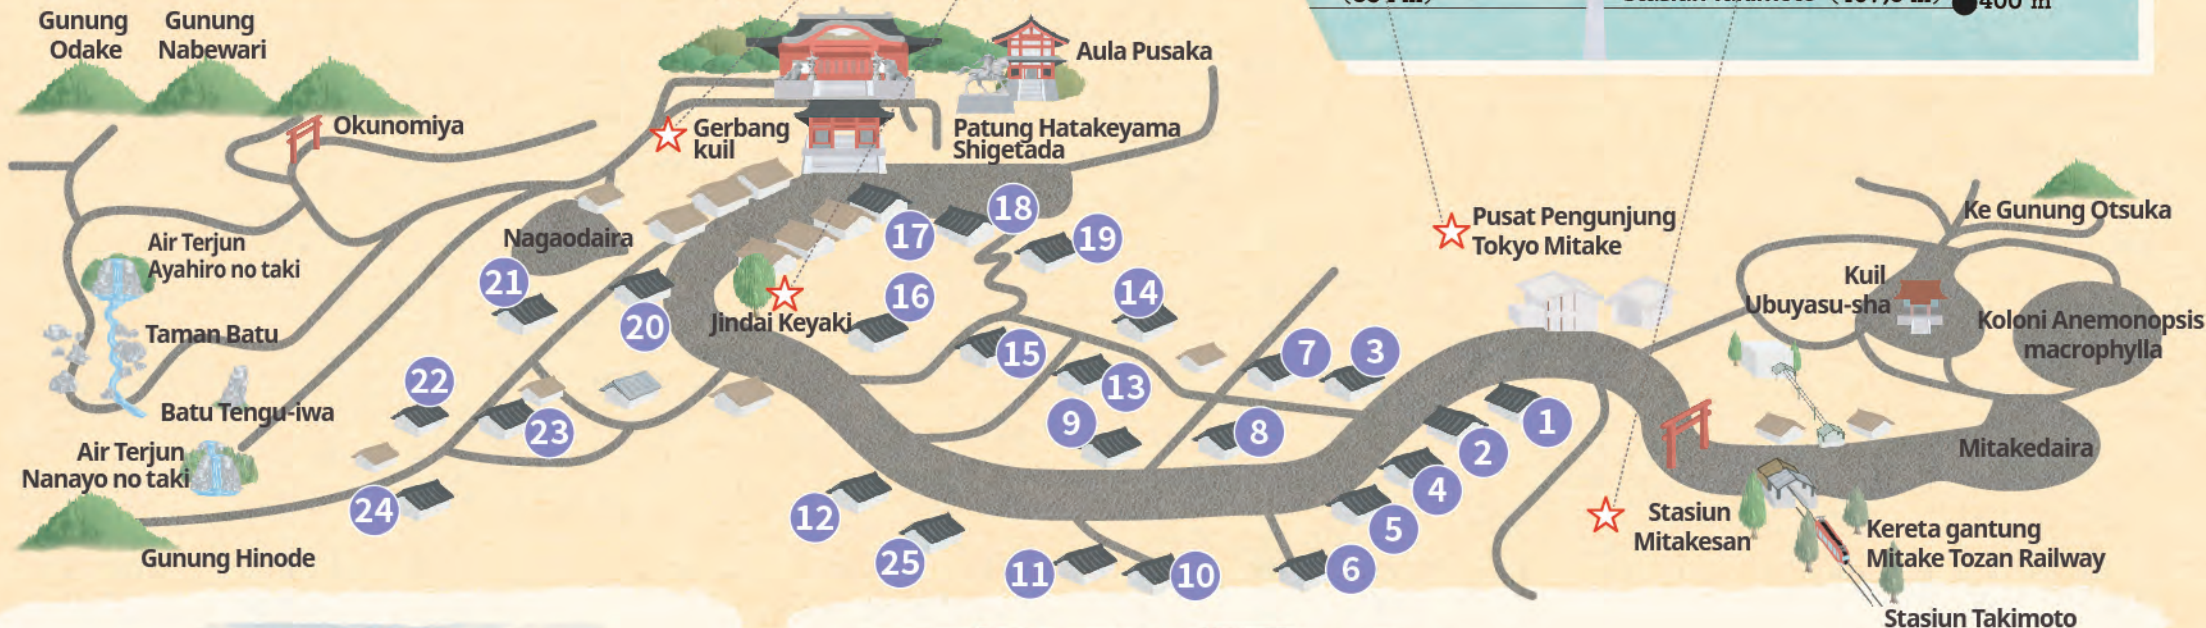 Gunung
Odake
Gunung
Nabewari
Okunomiya
Gerbang
kuil
Aula Pusaka
Patung Hatakeyama
Shigetada
400 m
Air Terjun
Ayahiro no taki
Nagaodaira
Taman Batu
Batu Tengu-iwa
Air Terjun
Nanayo no taki
Gunung Hinode
Jindai Keyaki
Pusat Pengunjung
Tokyo Mitake
Ke Gunung Otsuka
Kuil
Ubuyasu-sha
Koloni Anemonopsis
macrophylla
Mitakedaira
Stasiun
Mitakesan
Kereta gantung
Mitake Tozan Railway
Stasiun Takimoto
21
20
22
23
24
17
18
19
16
15
14
13
7
3
9
8
1
2
4
5
6
12
25
11
10